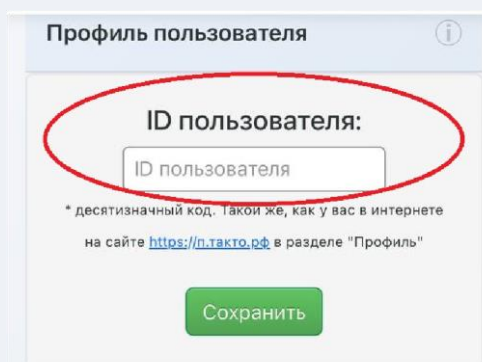 Профиль пользователя
ID пользователя:
ID пользователя
* десятизначный код. Такой же, как у вас в интернете
на сайте https://п.такто.рф в разделе "Профиль"
Сохранить